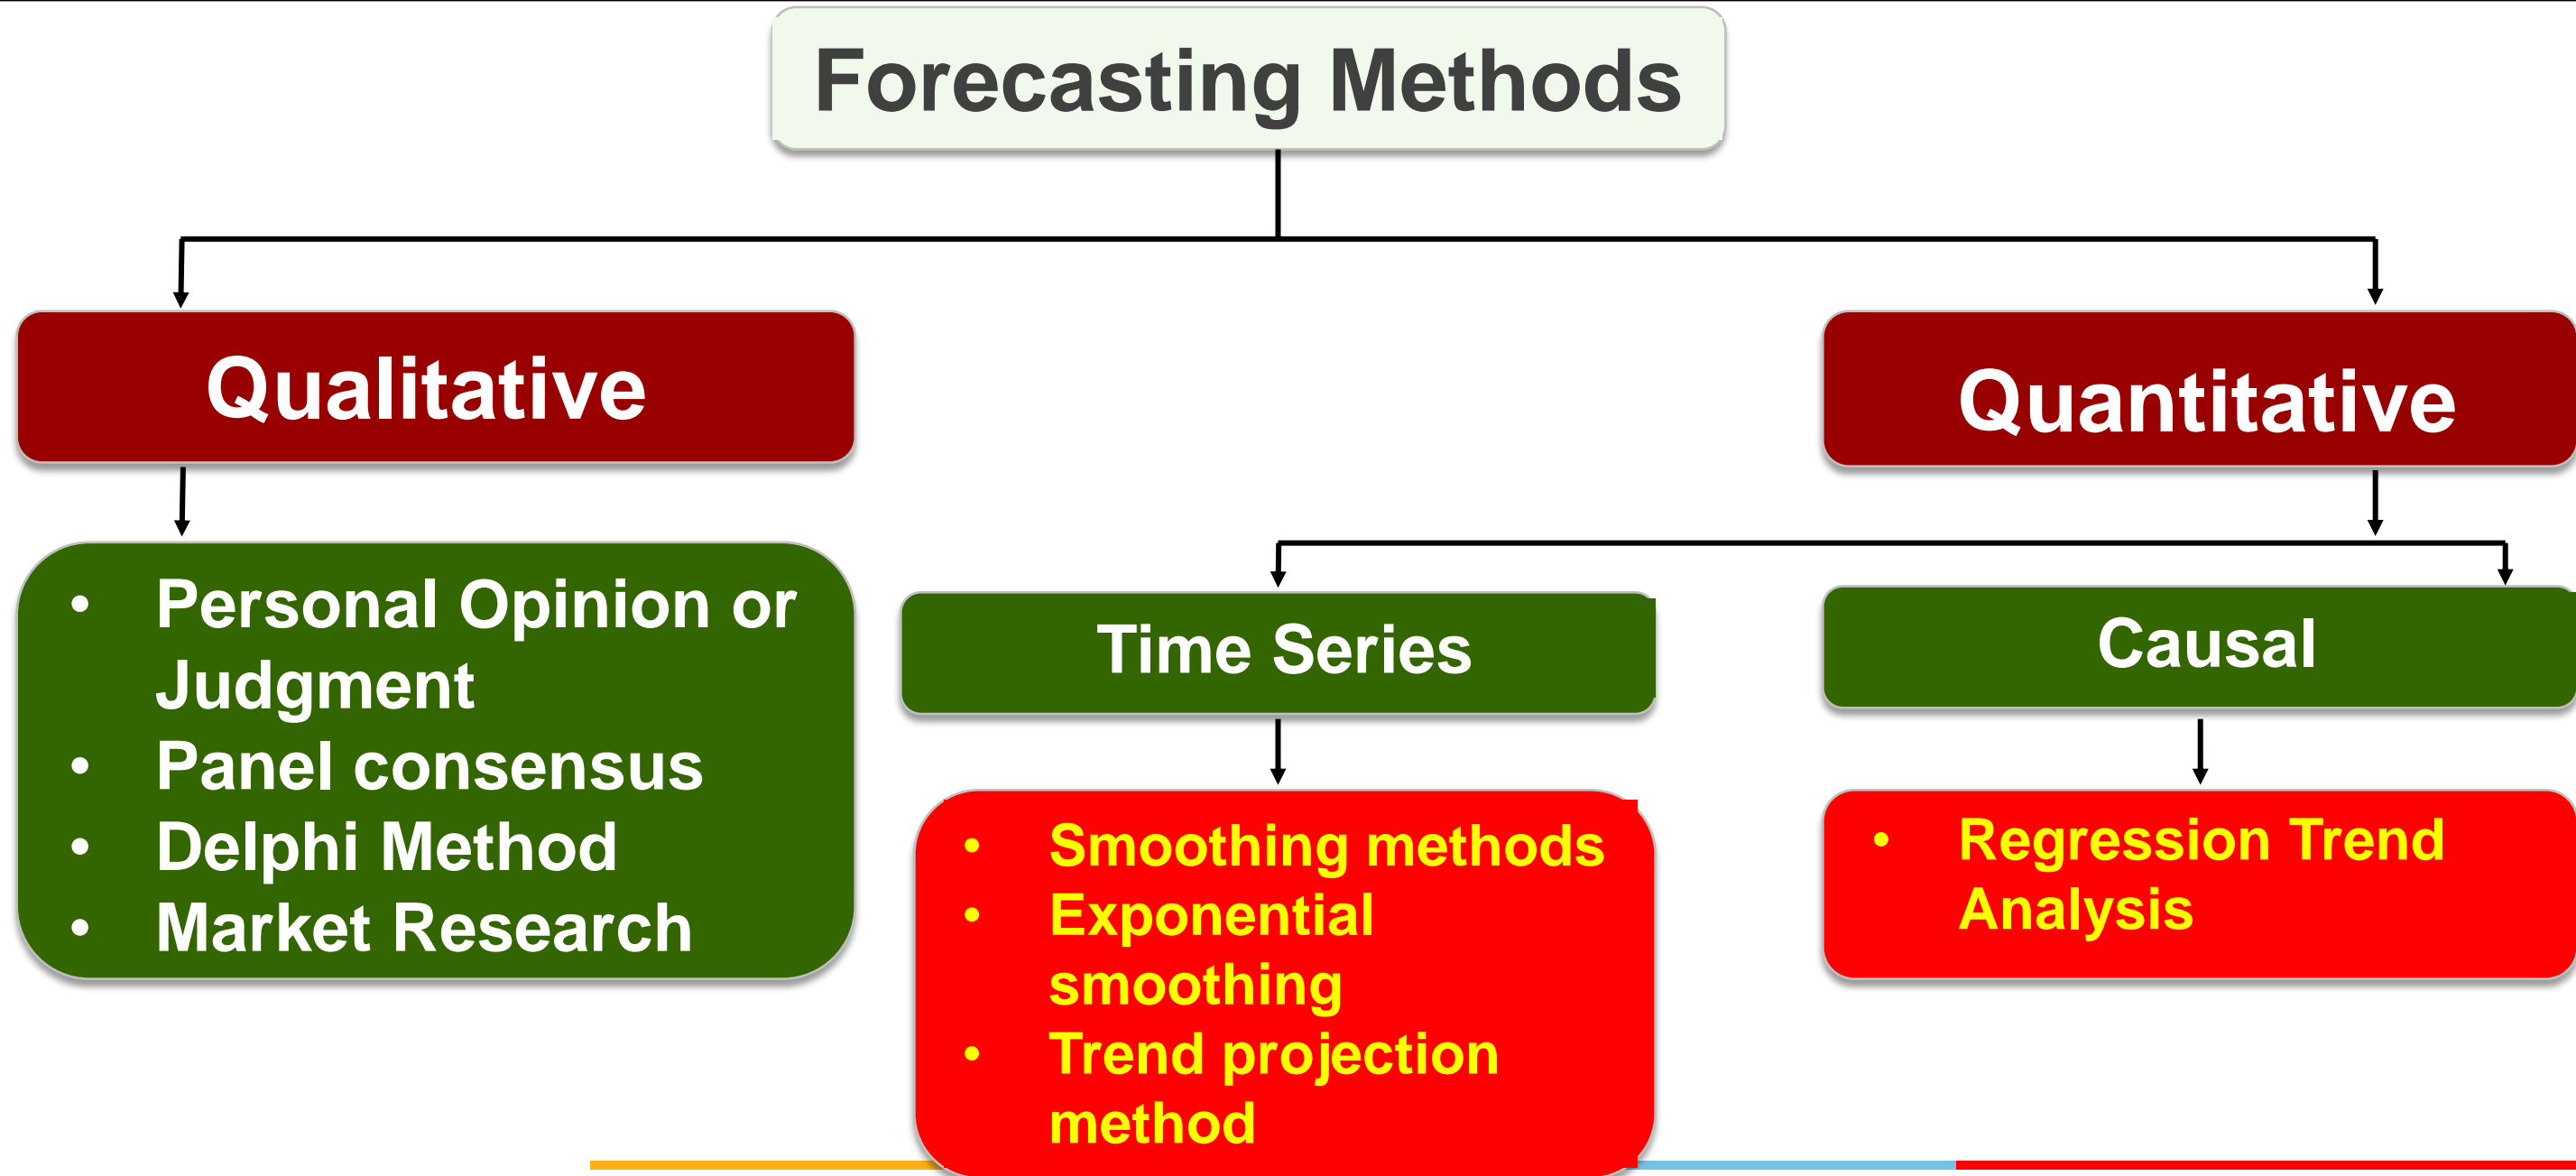 Forecasting Methods
Qualitative
Quantitative
• Personal Opinion or
Judgment
• Panel consensus
• Delphi Method
• Market Research
Time Series
Causal
• Smoothing methods
• Exponential
smoothing
• Trend projection
method
• Regression Trend
Analysis